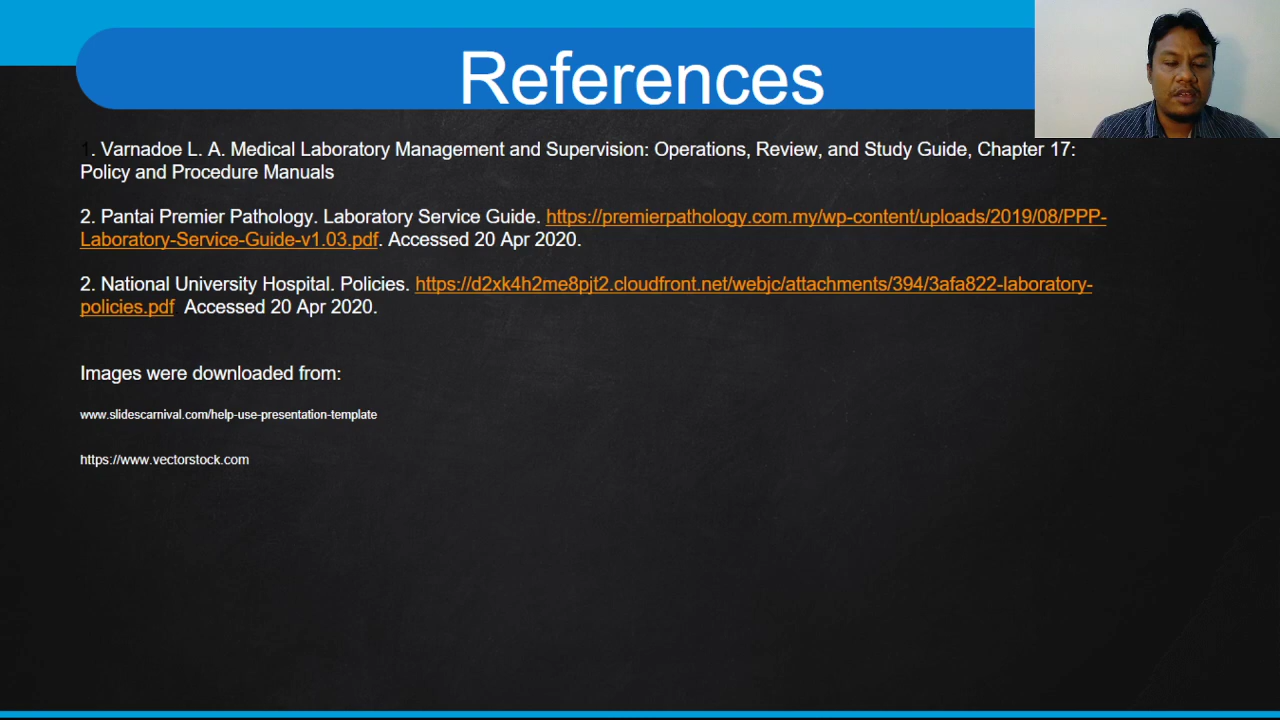 References
1. Varnadoe L. A. Medical Laboratory Management and Supervision: Operations, Review, and Study Guide, Chapter 17:
Policy and Procedure Manuals
2. Pantai Premier Pathology. Laboratory Service Guide. https://premierpathology.com.my/wp-content/uploads/2019/08/PPP-
Laboratory-Service-Guide-v1.03.pdf. Accessed 20 Apr 2020.
2. National University Hospital. Policies. https://d2xk4h2me8pjt2.cloudfront.net/webjc/attachments/394/3afa822-laboratory-
policies.pdf Accessed 20 Apr 2020.
Images were downloaded from:
www.slidescarnival.com/help-use-presentation-template
https://www.vectorstock.com